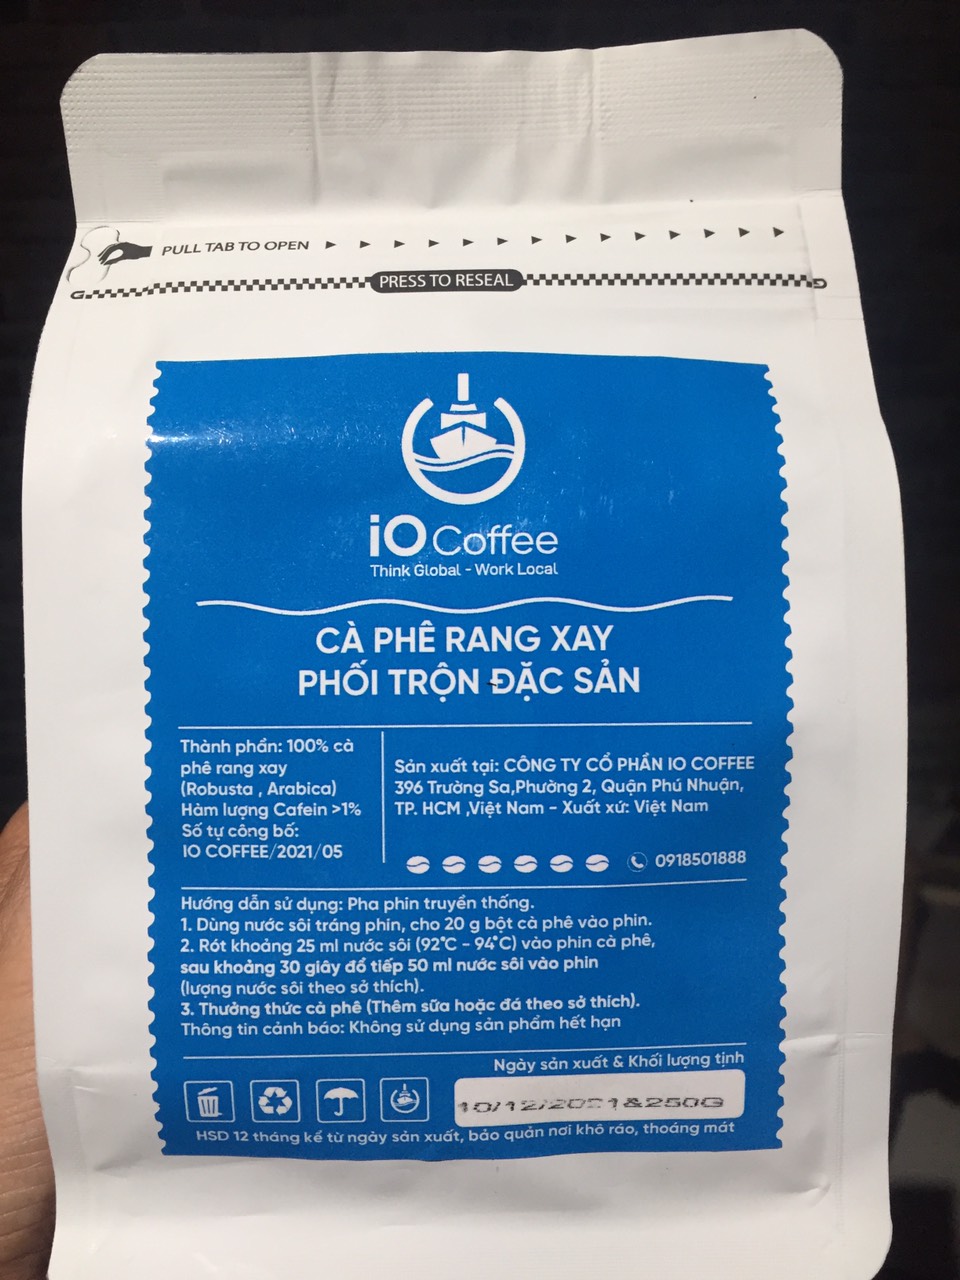 PULL TAB TO OPEN
PRESS TO RESEAL
iO Coffee
Think Global - Work Local
CÀ PHÊ RANG XAY
PHỐI TRỘN ĐẶC SẢN
Thành phần: 100% cà
phê rang xay
(Robusta , Arabica)
Hàm lượng Cafein >1%
Số tự công bố:
IO COFFEE/2021/05
Sản xuất tại: CÔNG TY CỔ PHẦN IO COFFEE
396 Trường Sa,Phường 2, Quận Phú Nhuận,
TP. HCM ,Việt Nam - Xuất xứ: Việt Nam
0918501888
Hướng dẫn sử dụng: Pha phin truyền thống.
1. Dùng nước sôi tráng phin, cho 20 g bột cà phê vào phin.
2. Rót khoảng 25 ml nước sôi (92°C - 94°C) vào phin cà phê,
sau khoảng 30 giây đổ tiếp 50 ml nước sôi vào phin
(lượng nước sôi theo sở thích).
3. Thưởng thức cà phê (Thêm sữa hoặc đá theo sở thích).
Thông tin cảnh báo: Không sử dụng sản phẩm hết hạn
Ngày sản xuất & Khối lượng tịnh
10/12/2021&250G
HSD 12 tháng kể từ ngày sản xuất, bảo quản nơi khô ráo, thoáng mát